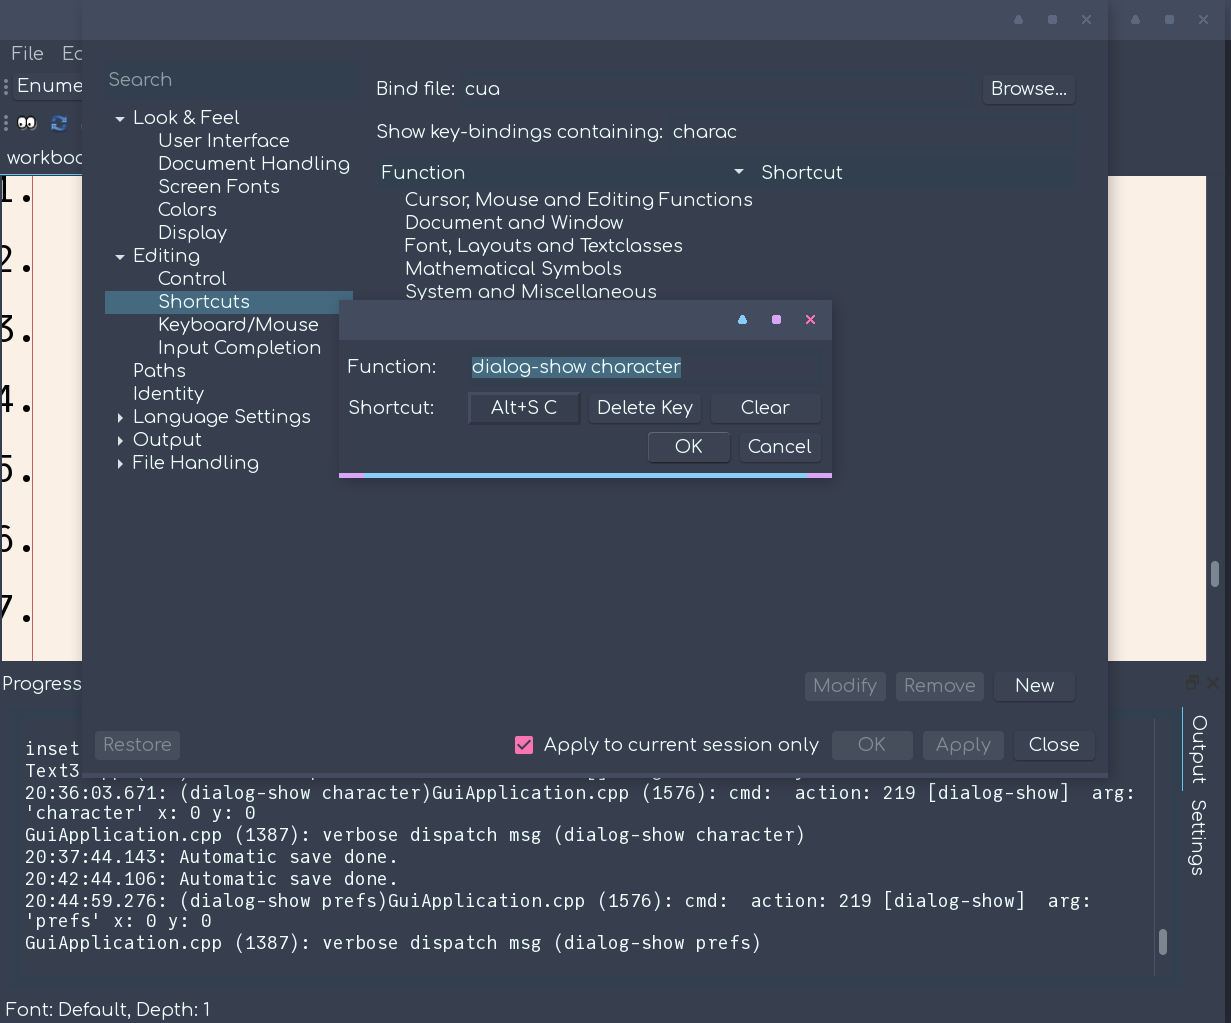 File
Enume
workboo
1.
2.
3.
4.
5.
6.
7.
Search
Look & Feel
User Interface
Document Handling
Screen Fonts
Colors
Display
Editing
Control
Shortcuts
Keyboard/Mouse
Input Completion
Paths
Identity
Language Settings
Output
File Handling
Bind file: cua Browse...
Show key-bindings containing: charac
Function Shortcut
Cursor, Mouse and Editing Functions
Document and Window
Font, Layouts and Textclasses
Mathematical Symbols
System and Miscellaneous
Function: dialog-show character
Shortcut: Alt+S C Delete Key Clear
OK Cancel
Modify Remove New
Restore Apply to current session only OK Apply Close
Progress
inset
Text3
20:36:03.671: (dialog-show character)GuiApplication.cpp (1576): cmd:  action: 219 [dialog-show]  arg:
'character' x: 0 y: 0
GuiApplication.cpp (1387): verbose dispatch msg (dialog-show character)
20:37:44.143: Automatic save done.
20:42:44.106: Automatic save done.
20:44:59.276: (dialog-show prefs)GuiApplication.cpp (1576): cmd:  action: 219 [dialog-show]  arg:
'prefs' x: 0 y: 0
GuiApplication.cpp (1387): verbose dispatch msg (dialog-show prefs)
Output
Settings
Font: Default, Depth: 1